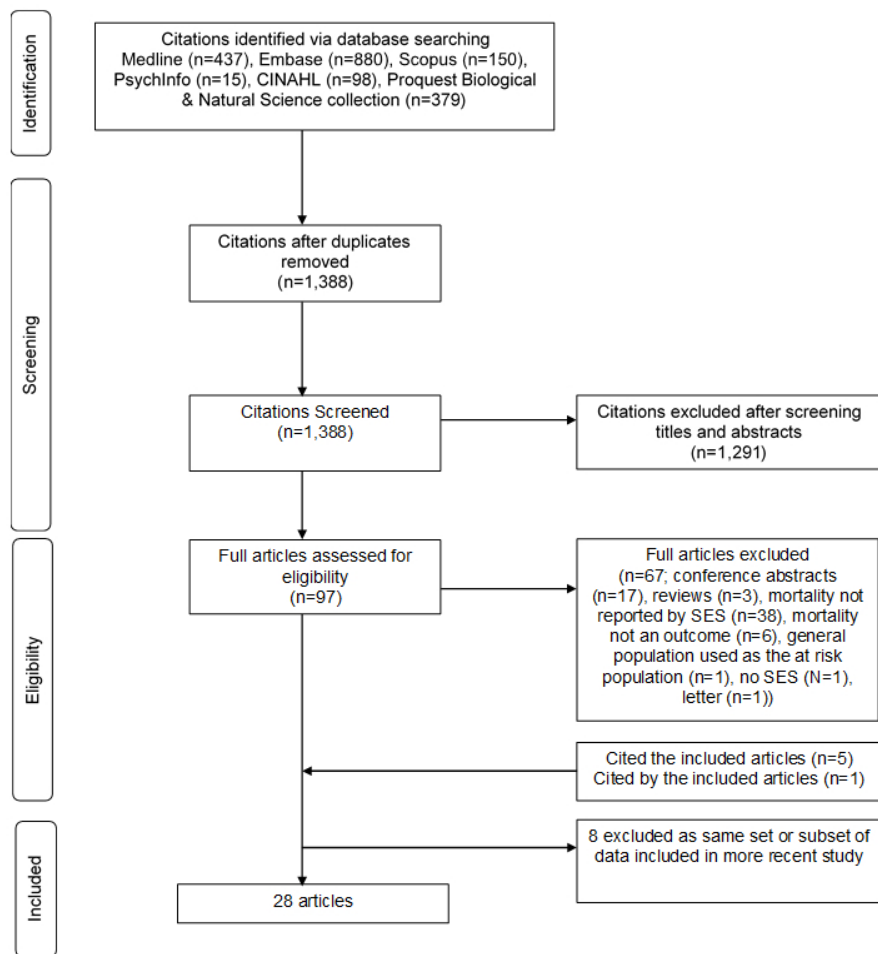 Identification
Citations identified via database searching
Medline (n=437), Embase (n=880), Scopus (n=150),
PsychInfo (n=15), CINAHL (n=98), Proquest Biological
& Natural Science collection (n=379)
Screening
Citations after duplicates
removed
(n=1,388)
Citations Screened
(n=1,388)
Citations excluded after screening
titles and abstracts
(n=1,291)
Eligibility
Full articles assessed for
eligibility
(n=97)
Full articles excluded
(n=67; conference abstracts
(n=17), reviews (n=3), mortality not
reported by SES (n=38), mortality
not an outcome (n=6), general
population used as the at risk
population (n=1), no SES (N=1),
letter (n=1))
Cited the included articles (n=5)
Cited by the included articles (n=1)
Included
8 excluded as same set or subset of
data included in more recent study
28 articles